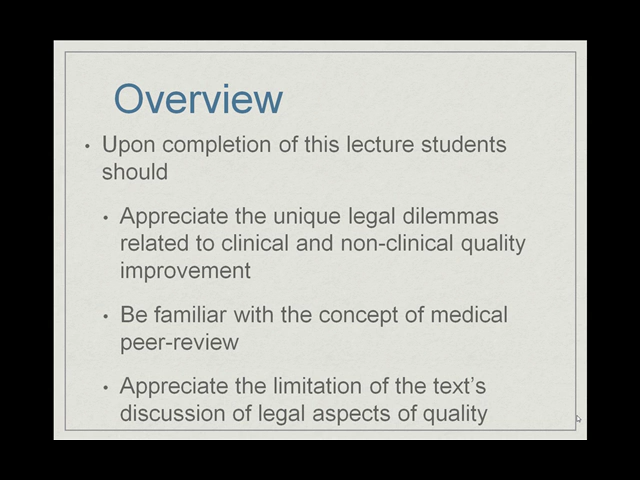 Overview
• Upon completion of this lecture students
should
• Appreciate the unique legal dilemmas
related to clinical and non-clinical quality
improvement
• Be familiar with the concept of medical
peer-review
• Appreciate the limitation of the text’s
discussion of legal aspects of quality